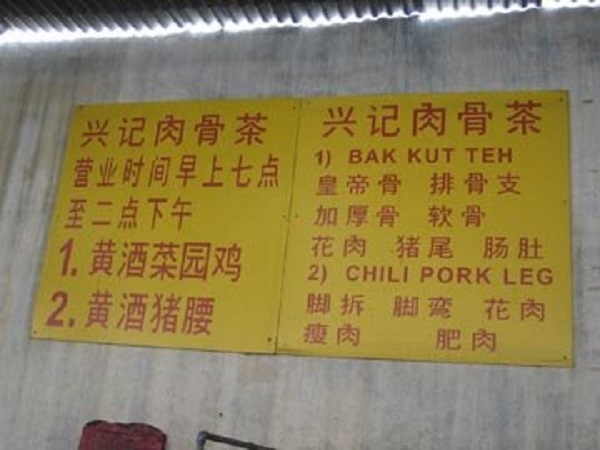 兴记肉骨茶
营业时间早上七点
至二点下午
1. 黄酒菜园鸡
2. 黄酒猪腰
兴记肉骨茶
1) BAK KUT TEH
皇帝骨 排骨支
加厚骨 软骨
花肉 猪尾 肠肚
2) CHILI PORK LEG
脚拆 脚弯 花肉
瘦肉 肥肉